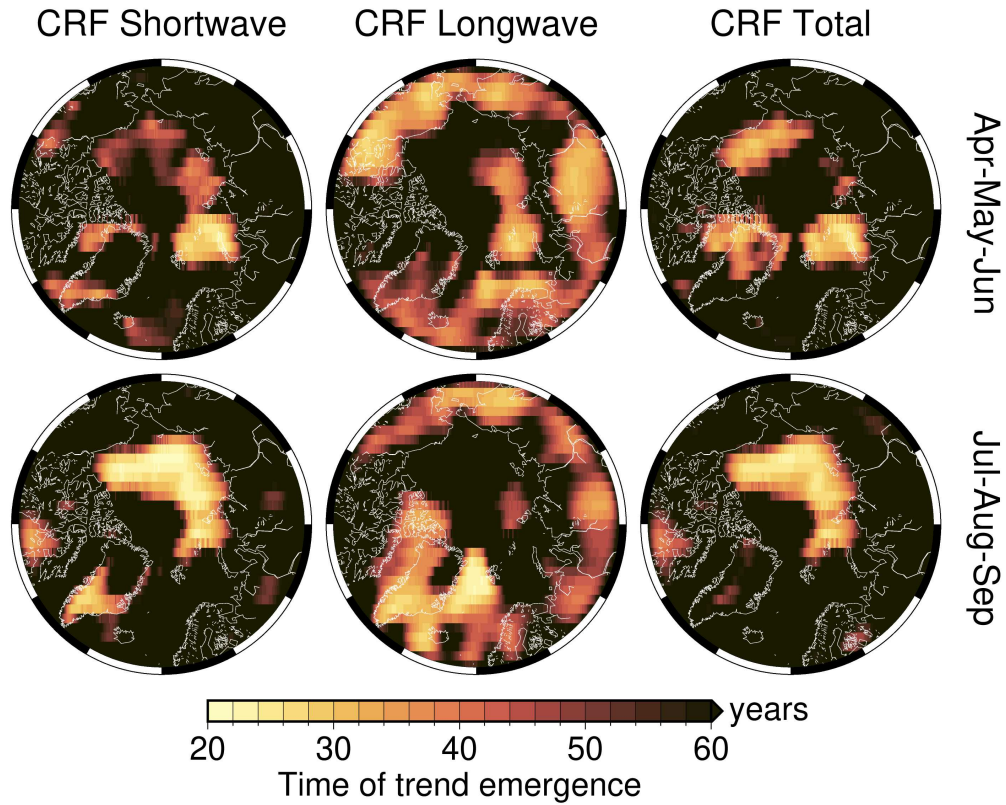 CRF Shortwave
CRF Longwave
CRF Total
Apr-May-Jun
Jul-Aug-Sep
years
20 30 40 50 60
Time of trend emergence